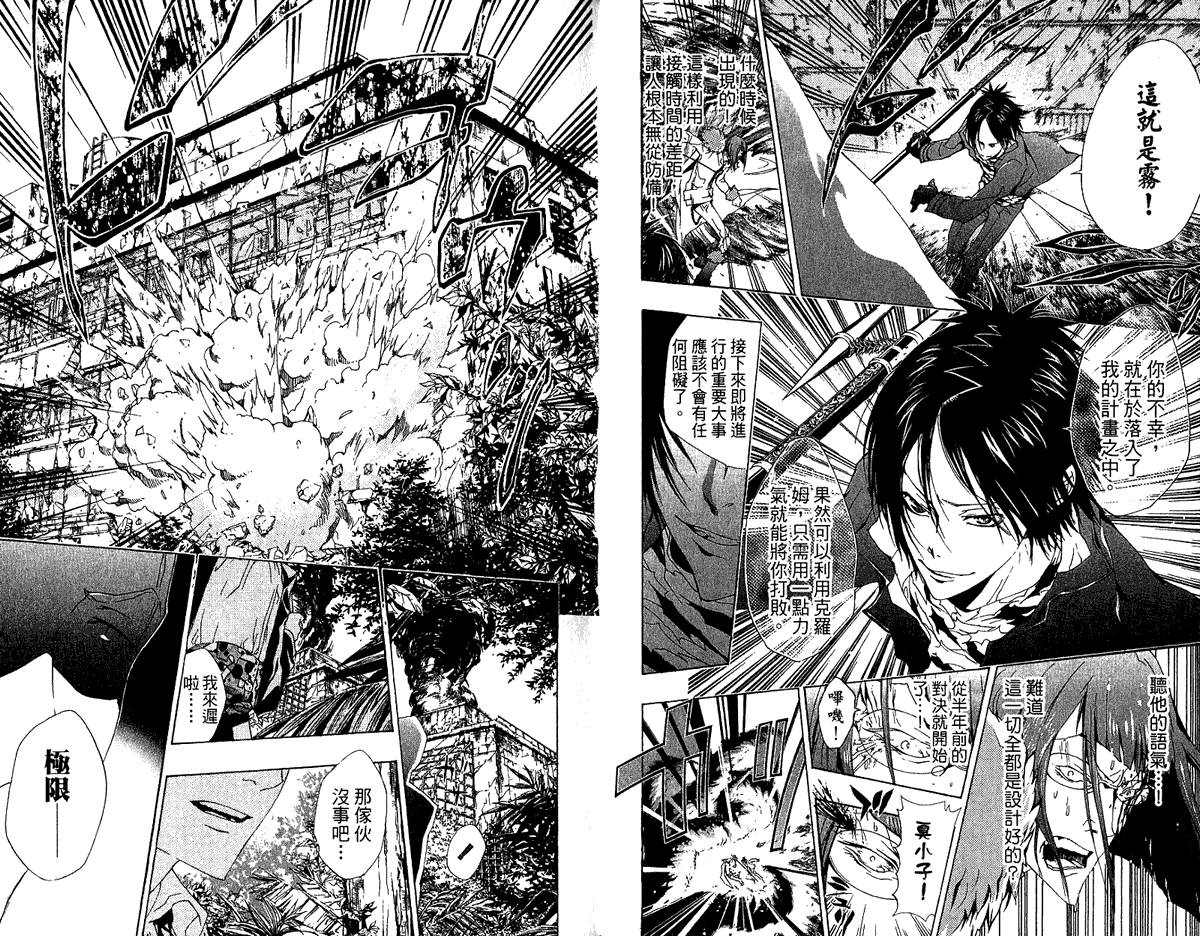 這就是霧！
什麼時候
出現的！
這樣利用
接觸時間的差距，
讓人根本無從防備！
你的不幸，
就在於落入了
我的計畫之中。
果然可以利用克羅
姆，只需用一點力
氣就能將你打敗。
接下來即將進
行的重要大事
應該不會有任
何阻礙了。
聽他的語氣…！
難道
這一切全都是設計好的？
從半年前的
對決就開始
了…！
嗶嘰！
臭小子！
那傢伙
沒事吧…
我來遲
啦……
極限——